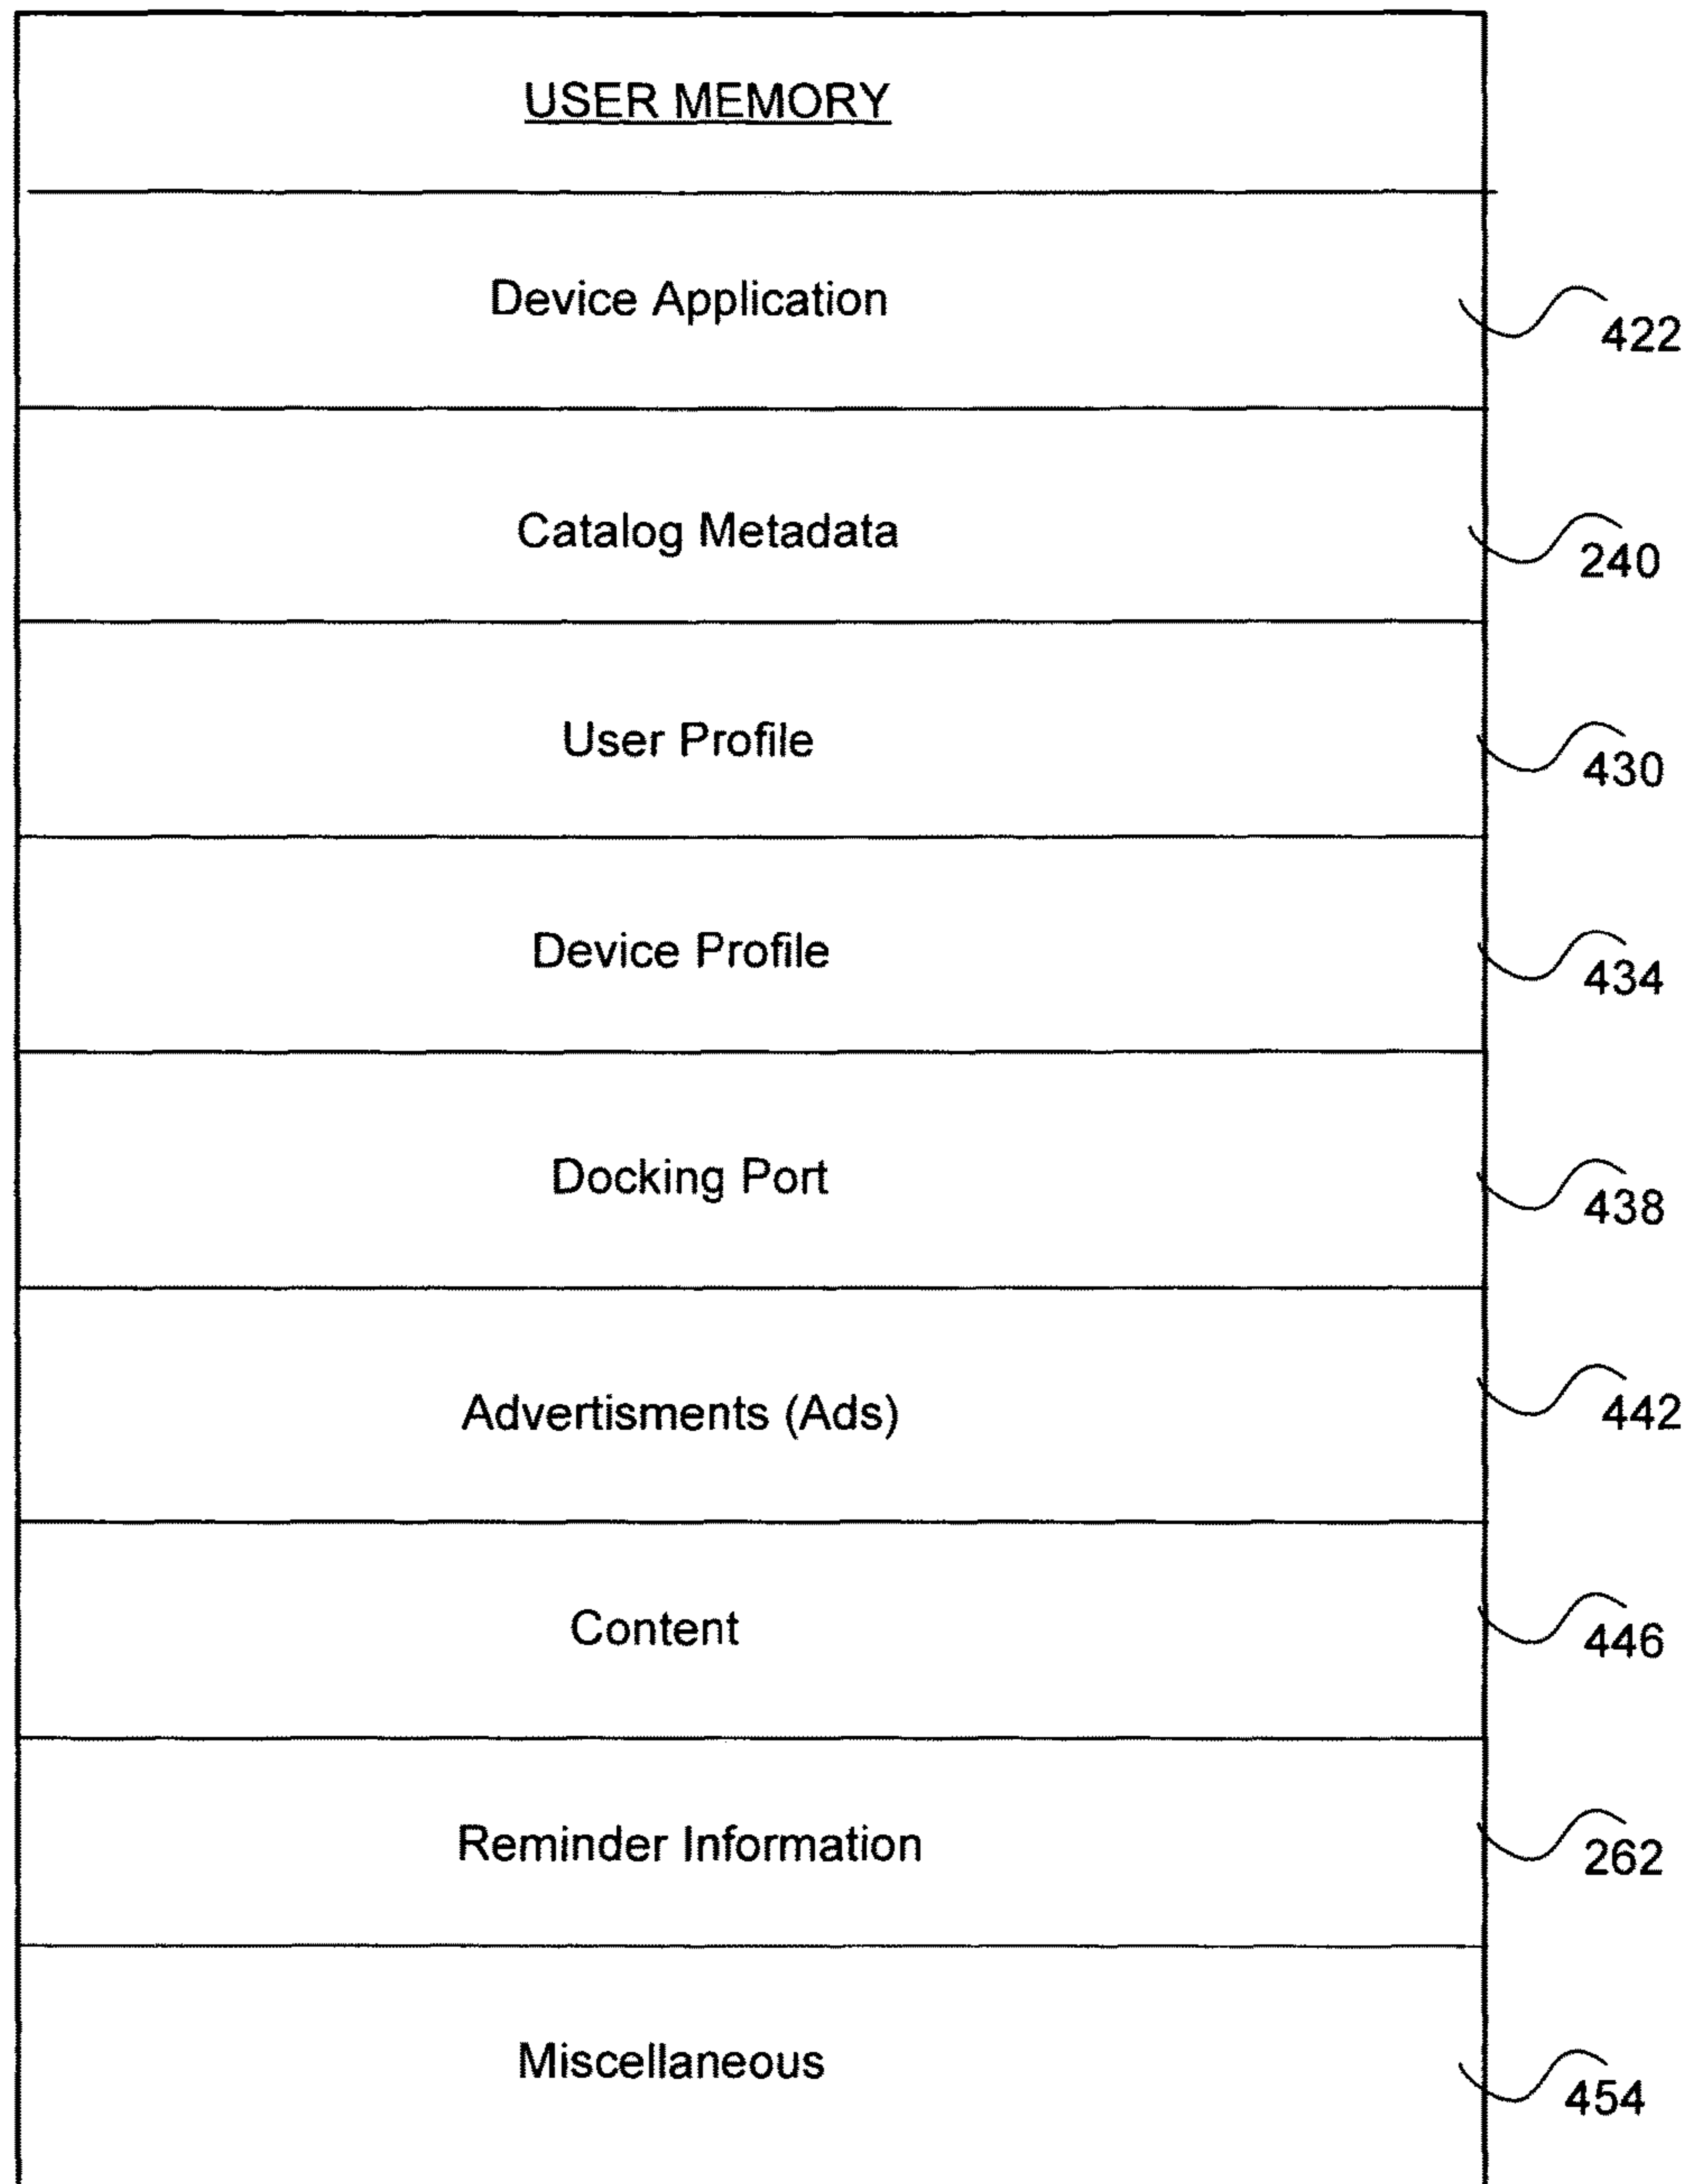 USER MEMORY
Device Application
422
Catalog Metadata
240
User Profile
430
Device Profile
434
Docking Port
438
Advertisments (Ads)
442
Content
446
Reminder Information
262
Miscellaneous
454